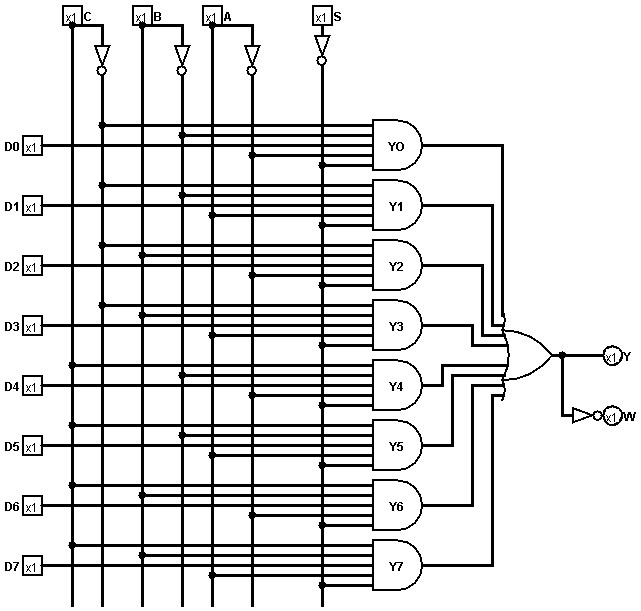 x1 C x1 B x1 A x1 S
D0 x1 Y0
D1 x1 Y1
D2 x1 Y2
D3 x1 Y3
x1 Y
D4 x1 Y4
x1 W
D5 x1 Y5
D6 x1 Y6
D7 x1 Y7